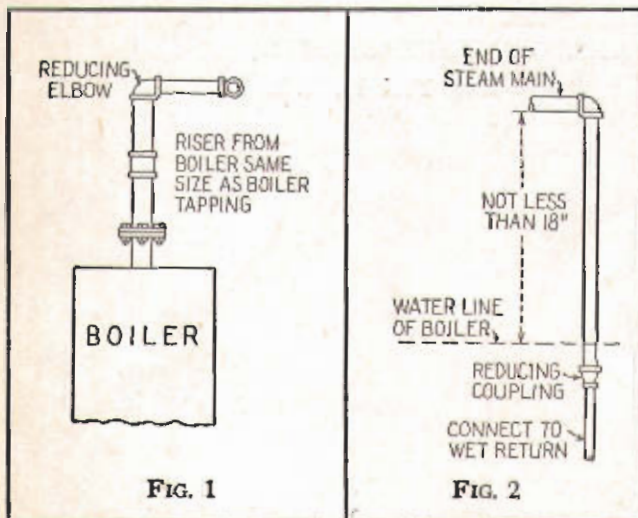 REDUCING
ELBOW
RISER FROM
BOILER SAME
SIZE AS BOILER
TAPPING
BOILER
FIG. 1
END OF
STEAM MAIN
NOT LESS
THAN 18"
WATER LINE
OF BOILER
REDUCING
COUPLING
CONNECT TO
WET RETURN
FIG. 2